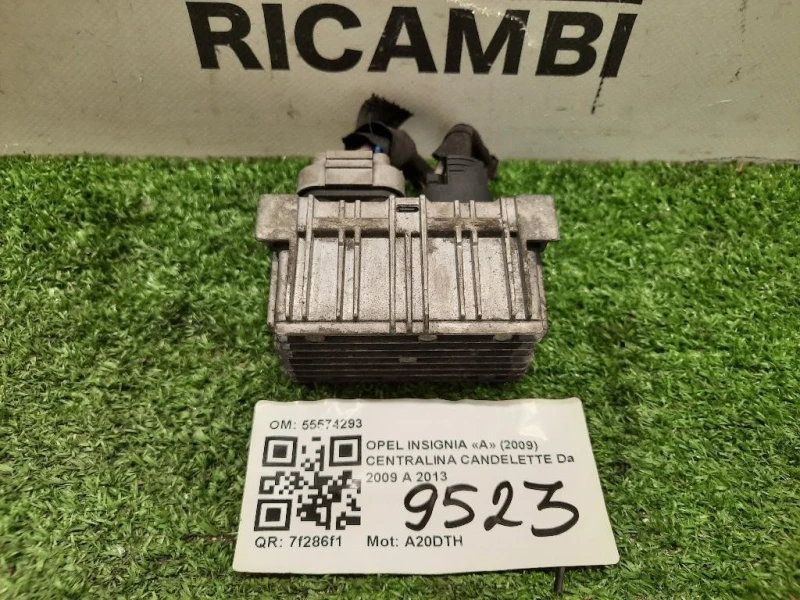 RICAMBI
OM: 55574293
OPEL INSIGNIA «A» (2009)
CENTRALINA CANDELETTE Da
2009 A 2013
9523
QR: 7f286f1 Mot: A20DTH